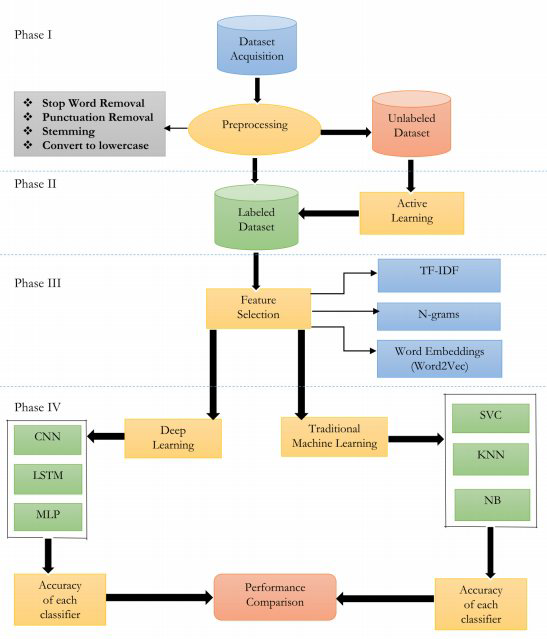 Phase I
Dataset
Acquisition
❖ Stop Word Removal
❖ Punctuation Removal
❖ Stemming
❖ Convert to lowercase
Preprocessing
Unlabeled
Dataset
Phase II
Labeled
Dataset
Active
Learning
Phase III
Feature
Selection
TF-IDF
N-grams
Word Embeddings
(Word2Vec)
Phase IV
CNN
LSTM
MLP
Deep
Learning
Traditional
Machine Learning
SVC
KNN
NB
Accuracy
of each
classifier
Performance
Comparison
Accuracy
of each
classifier